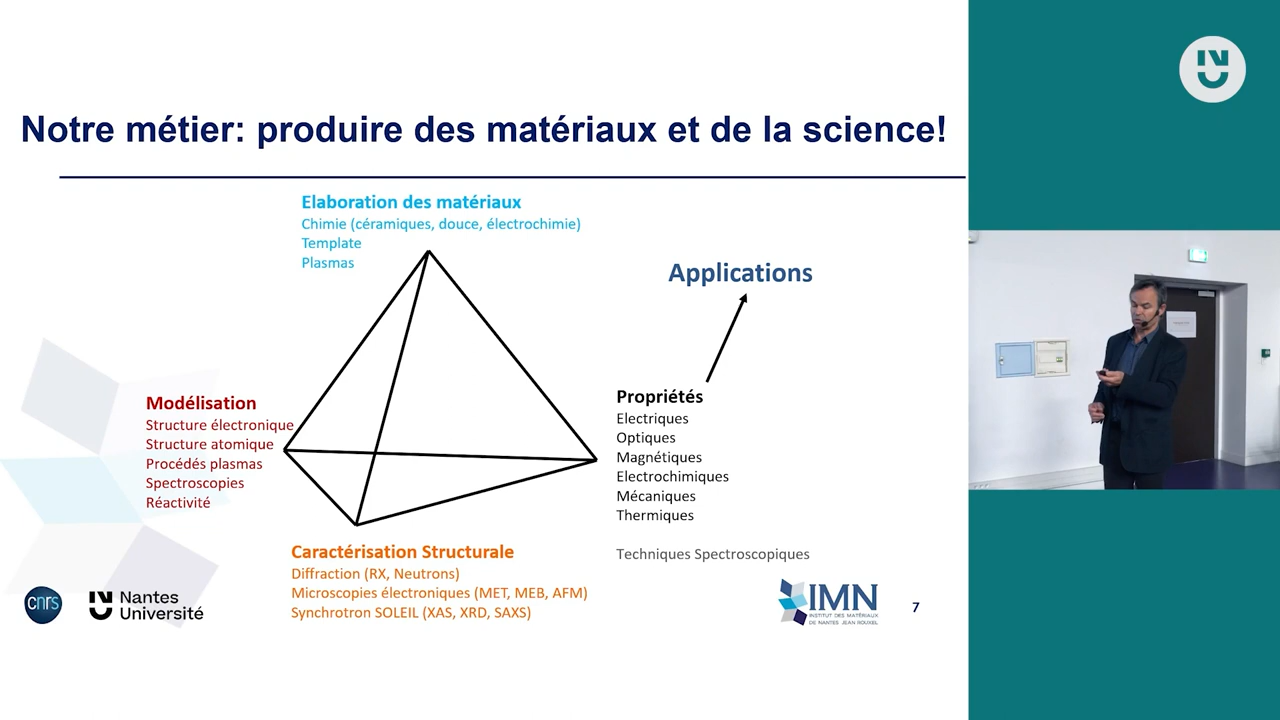 Notre métier: produire des matériaux et de la science!
Elaboration des matériaux
Chimie (céramiques, douce, électrochimie)
Template
Plasmas
Applications
Modélisation
Structure électronique
Structure atomique
Procédés plasmas
Spectroscopies
Réactivité
Propriétés
Electriques
Optiques
Magnétiques
Electrochimiques
Mécaniques
Thermiques
Techniques Spectroscopiques
Caractérisation Structurale
Diffraction (RX, Neutrons)
Microscopies électroniques (MET, MEB, AFM)
Synchrotron SOLEIL (XAS, XRD, SAXS)
cnrs
Nantes
Université
IMN
INSTITUT DES MATÉRIAUX
DE NANTES JEAN ROUXEL
7